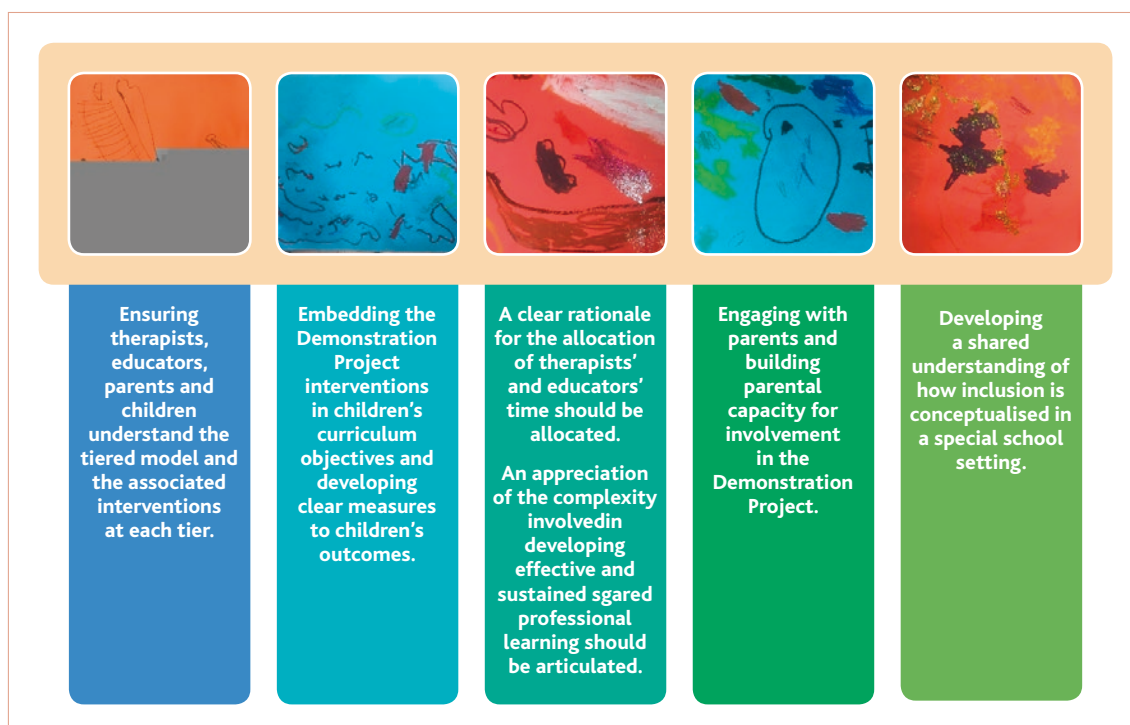 Ensuring
therapists,
educators,
parents and
children
understand the
tiered model and
the associated
interventions
at each tier.
Embedding the
Demonstration
Project
interventions
in children's
curriculum
objectives and
developing
clear measures
to children's
outcomes.
A clear rationale
for the allocation
of therapists'
and educators'
time should be
allocated.
An appreciation
of the complexity
involvedin
developing
effective and
sustained sgared
professional
learning should
be articulated.
Engaging with
parents and
building
parental
capacity for
involvement
in the
Demonstration
Project.
Developing
a shared
understanding of
how inclusion is
conceptualised in
a special school
setting.